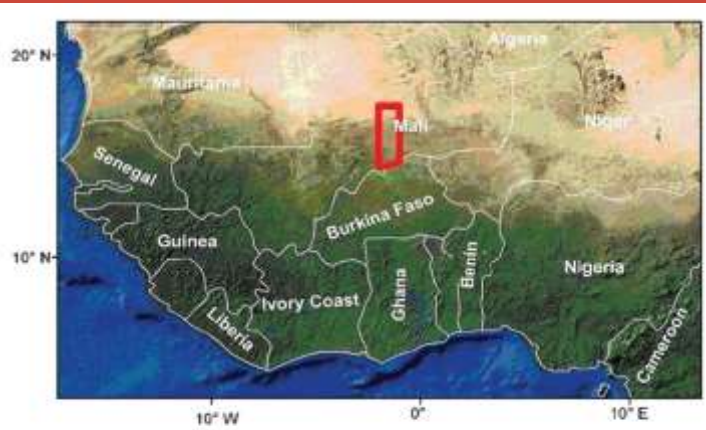 20° N
Algeria
Mauritania
Mali
Niger
Senegal
Burkina Faso
10° N
Guinea
Nigeria
Ivory Coast
Ghana
Benin
Liberia
Cameroon
10° W
0°
10° E